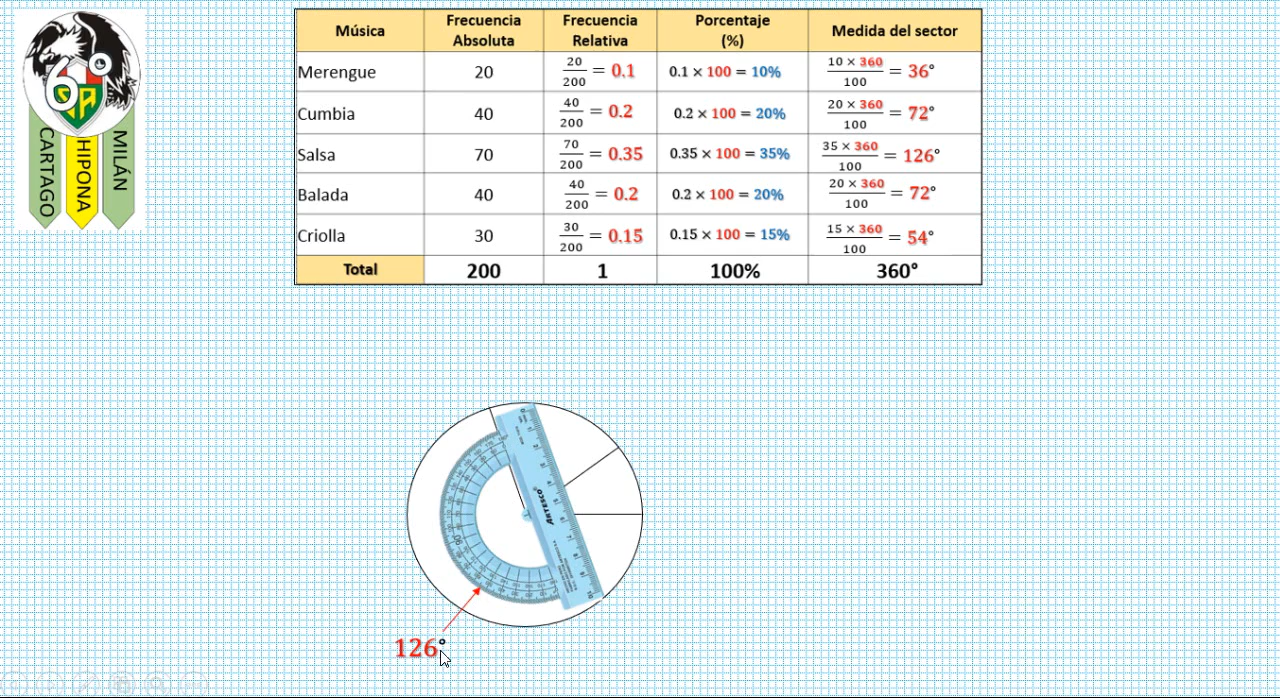 6°
CARTAGO
HIPONA
MILÁN
Música Frecuencia Absoluta Frecuencia Relativa Porcentaje (%) Medida del sector
Merengue 20 20/200 = 0.1 0.1 × 100 = 10% 10 × 360/100 = 36°
Cumbia 40 40/200 = 0.2 0.2 × 100 = 20% 20 × 360/100 = 72°
Salsa 70 70/200 = 0.35 0.35 × 100 = 35% 35 × 360/100 = 126°
Balada 40 40/200 = 0.2 0.2 × 100 = 20% 20 × 360/100 = 72°
Criolla 30 30/200 = 0.15 0.15 × 100 = 15% 15 × 360/100 = 54°
Total 200 1 100% 360°
ARTESCO
126°